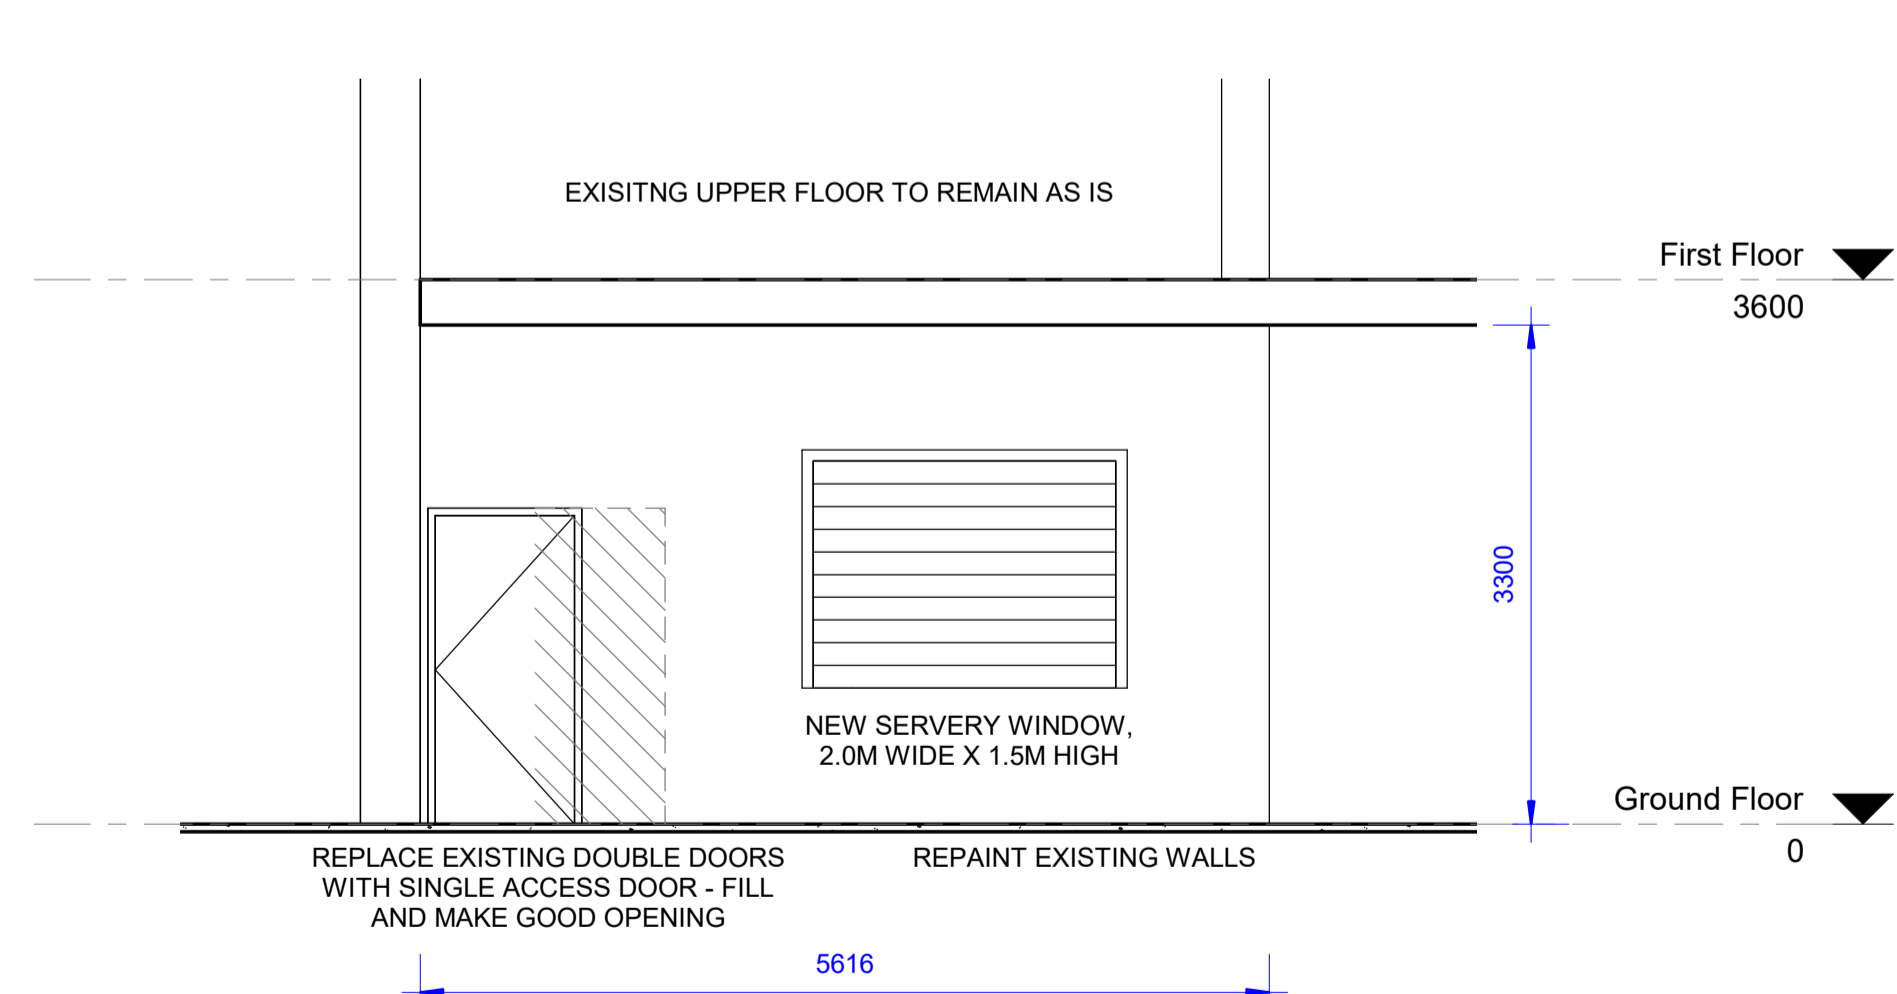 EXISITNG UPPER FLOOR TO REMAIN AS IS
First Floor
3600
3300
NEW SERVERY WINDOW,
2.0M WIDE X 1.5M HIGH
Ground Floor
0
REPLACE EXISTING DOUBLE DOORS
WITH SINGLE ACCESS DOOR - FILL
AND MAKE GOOD OPENING
REPAINT EXISTING WALLS
5616